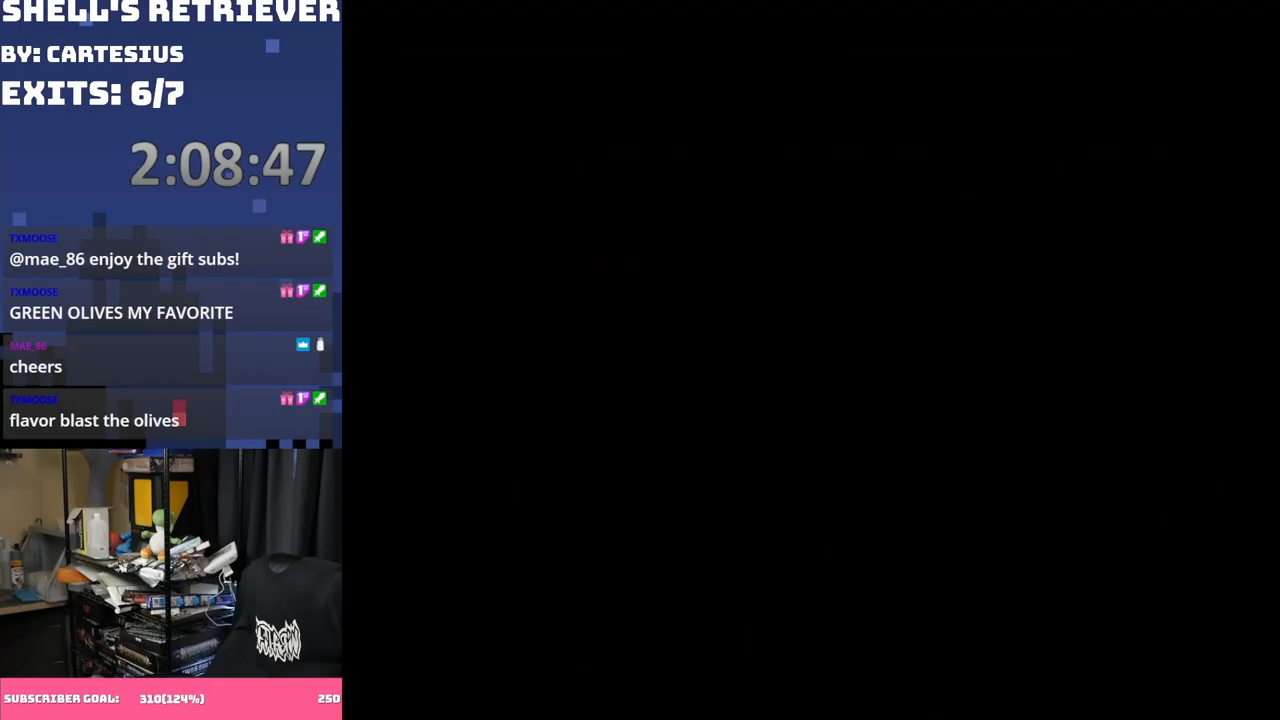 SHELL'S RETRIEVER
BY: CARTESIUS
EXITS: 6/7
2:08:47
TXMOOSE
@mae_86 enjoy the gift subs!
TXMOOSE
GREEN OLIVES MY FAVORITE
MAE_86
cheers
TXMOOSE
flavor blast the olives
SUBSCRIBER GOAL: 310(124%) 250